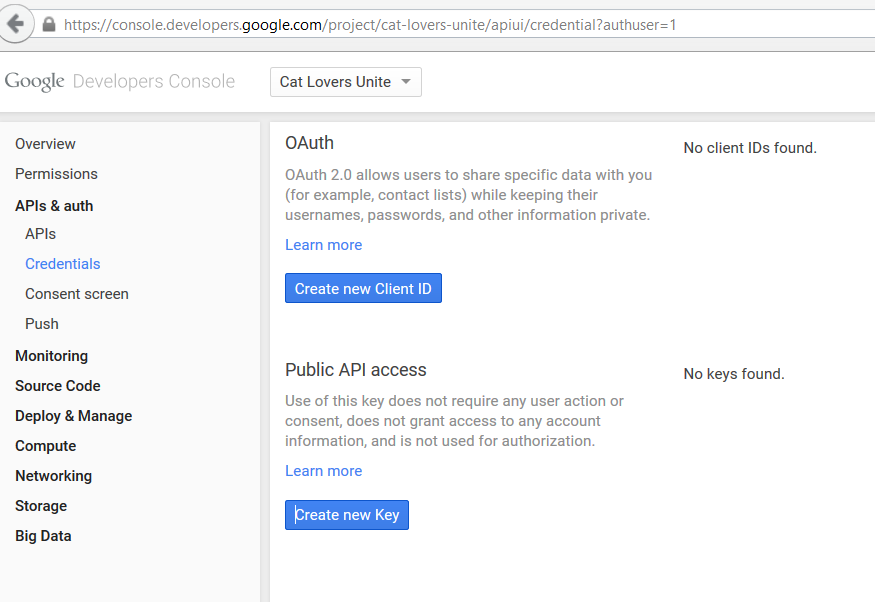 https://console.developers.google.com/project/cat-lovers-unite/apiui/credential?authuser=1
Google Developers Console
Cat Lovers Unite
Overview
Permissions
APIs & auth
APIs
Credentials
Consent screen
Push
Monitoring
Source Code
Deploy & Manage
Compute
Networking
Storage
Big Data
OAuth
OAuth 2.0 allows users to share specific data with you
(for example, contact lists) while keeping their
usernames, passwords, and other information private.
Learn more
Create new Client ID
No client IDs found.
Public API access
Use of this key does not require any user action or
consent, does not grant access to any account
information, and is not used for authorization.
Learn more
Create new Key
No keys found.